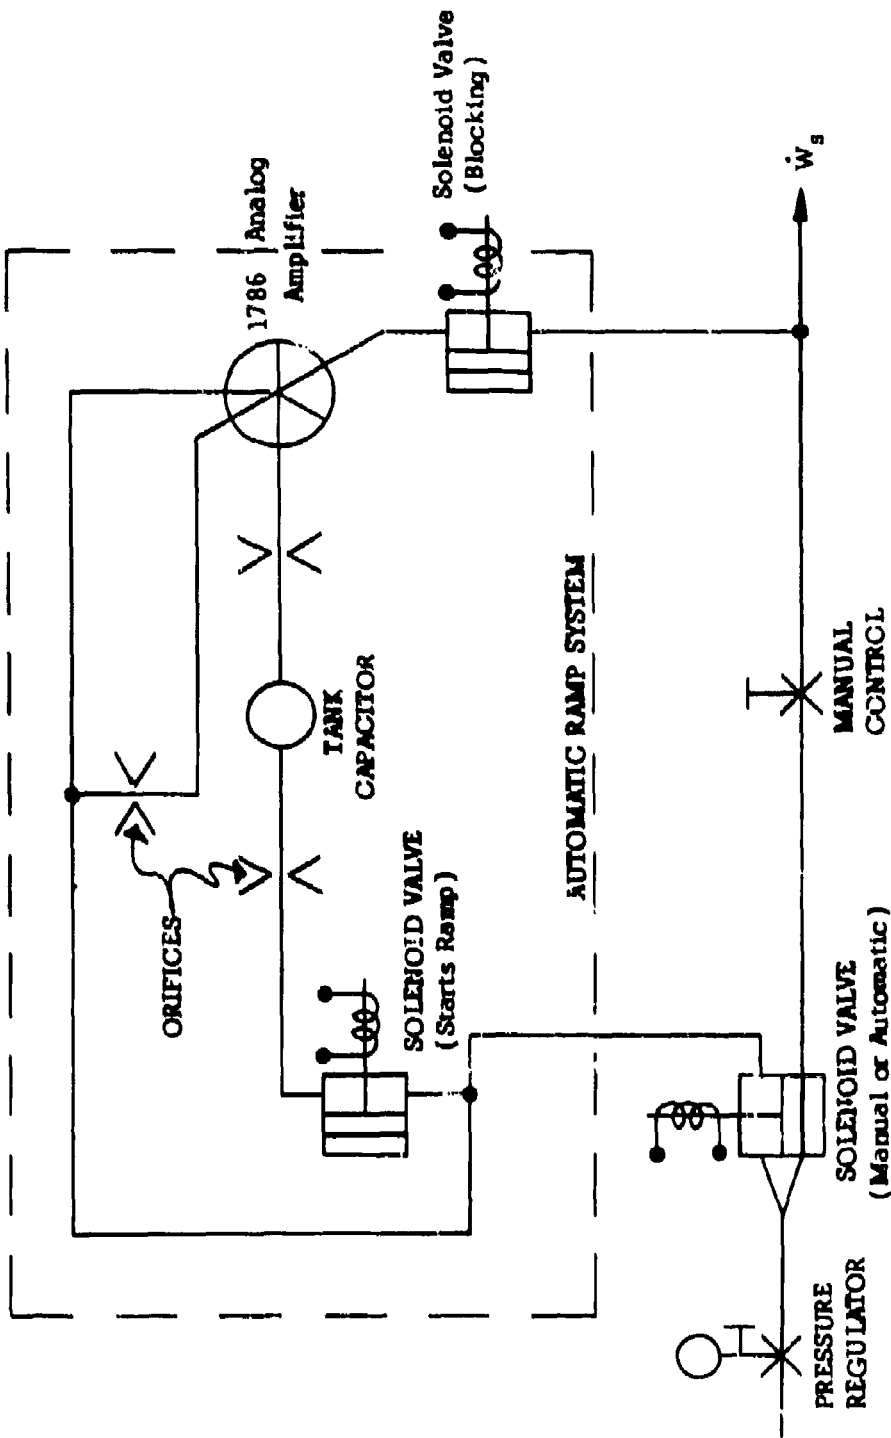 1786 Analog
Amplifier
Solenoid Valve
(Blocking)
ORIFICES
TANK
CAPACITOR
SOLENOID VALVE
(Starts Ramp)
AUTOMATIC RAMP SYSTEM
Ẇs
PRESSURE
REGULATOR
SOLENOID VALVE
(Manual or Automatic)
MANUAL
CONTROL